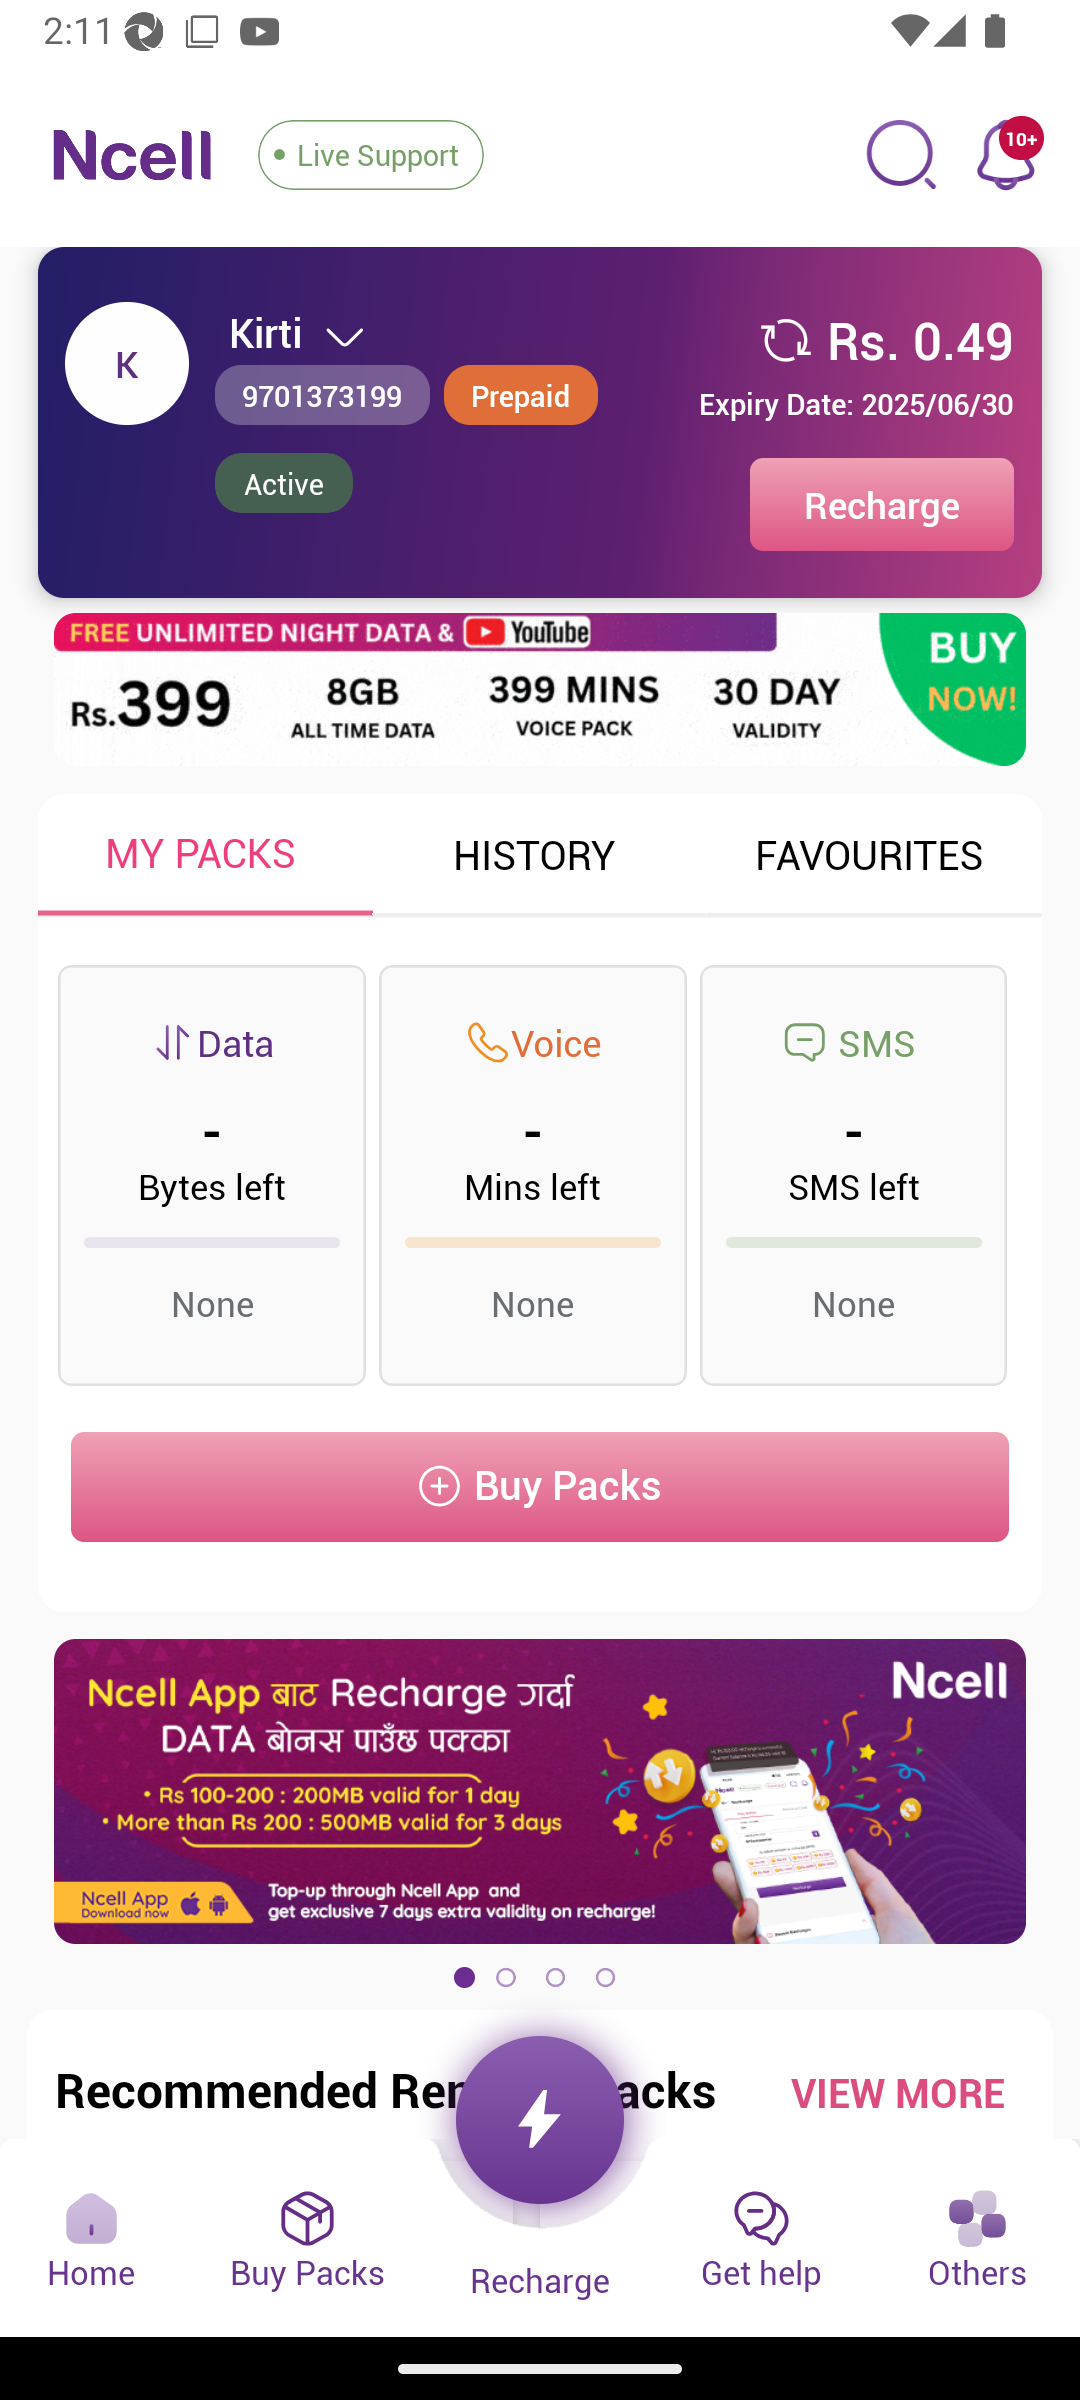 2:11
Ncell
Live Support
10+
K
Kirti
Rs. 0.49
9701373199
Prepaid
Expiry Date: 2025/06/30
Active
Recharge
FREE UNLIMITED NIGHT DATA & YouTube
BUY NOW!
Rs.399
8GB
ALL TIME DATA
399 MINS
VOICE PACK
30 DAY
VALIDITY
MY PACKS
HISTORY
FAVOURITES
Data
Voice
SMS
-
-
-
Bytes left
Mins left
SMS left
None
None
None
Buy Packs
Ncell App बाट Recharge गर्दा
DATA बोनस पाउँछ पक्का
Ncell
• Rs 100-200 : 200MB valid for 1 day
• More than Rs 200 : 500MB valid for 3 days
Ncell App
Download now
Top-up through Ncell App and
get exclusive 7 days extra validity on recharge!
Recommended
VIEW MORE
Home
Buy Packs
Recharge
Get help
Others